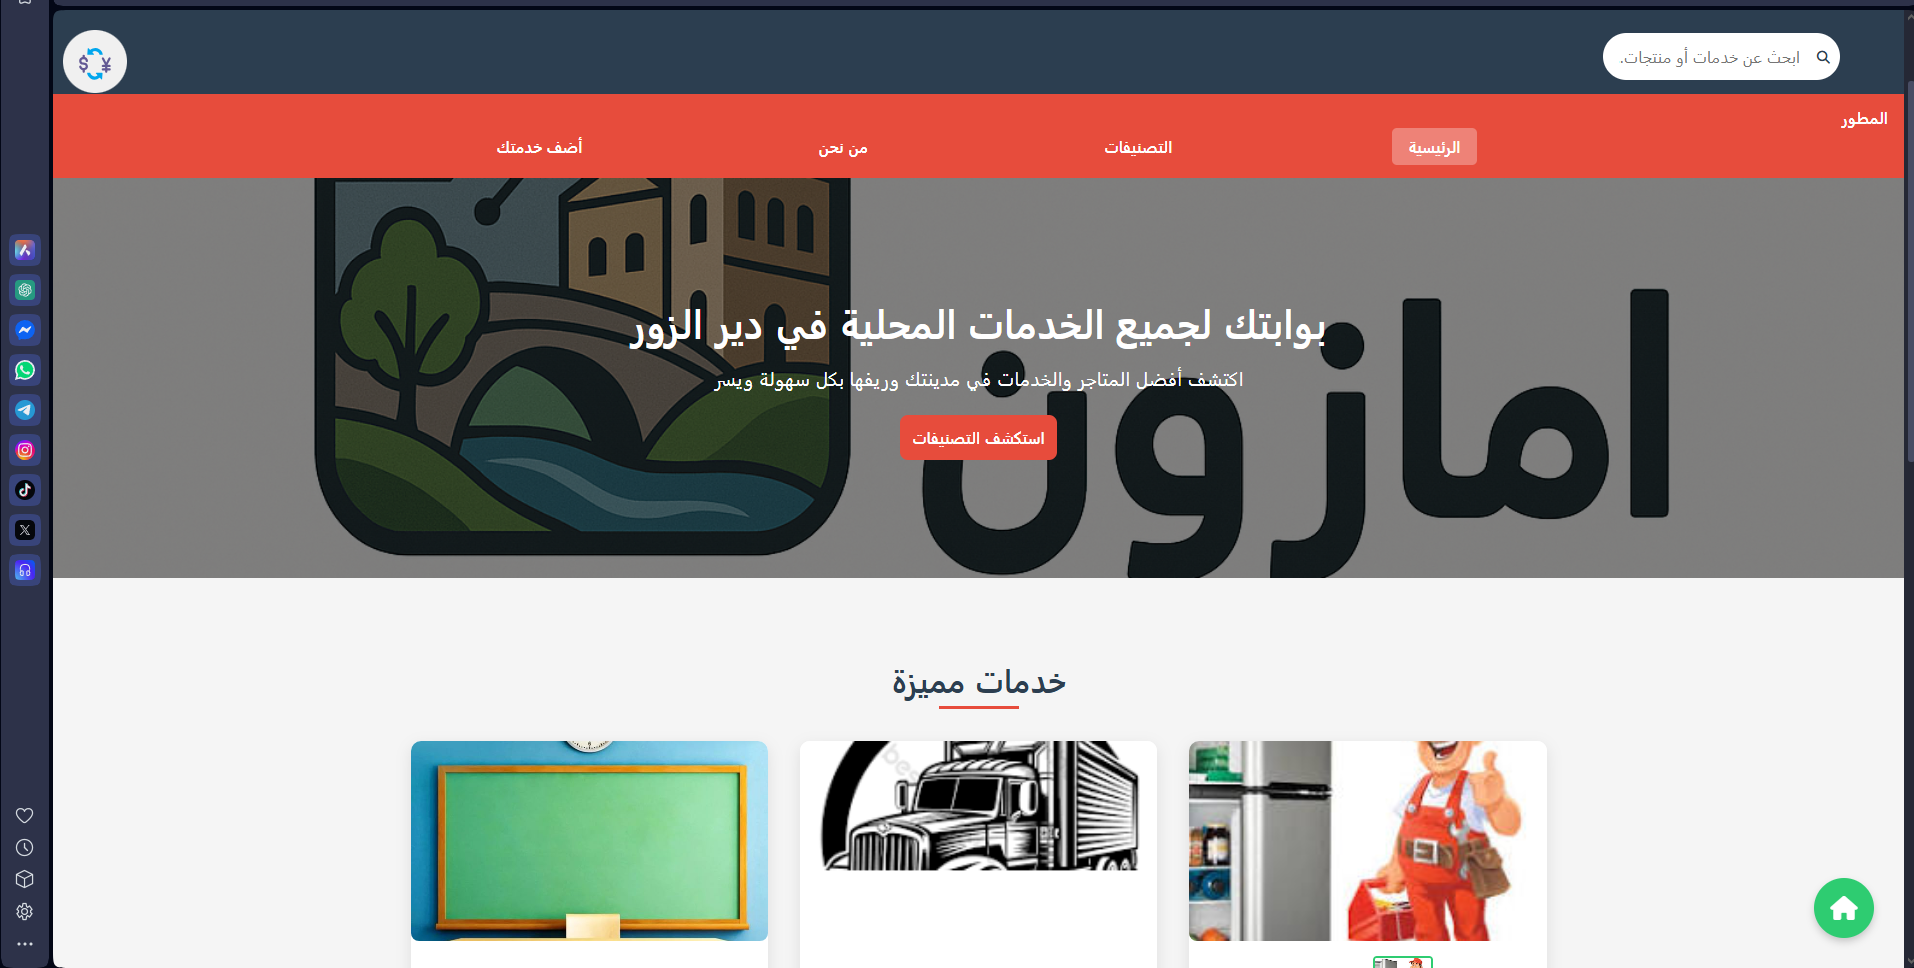 ابحث عن خدمات أو منتجات.
$ ¥
المطور
الرئيسية
التصنيفات
من نحن
أضف خدمتك
امازون
بوابتك لجميع الخدمات المحلية في دير الزور
اكتشف أفضل المتاجر والخدمات في مدينتك وريفها بكل سهولة ويسر
استكشف التصنيفات
خدمات مميزة